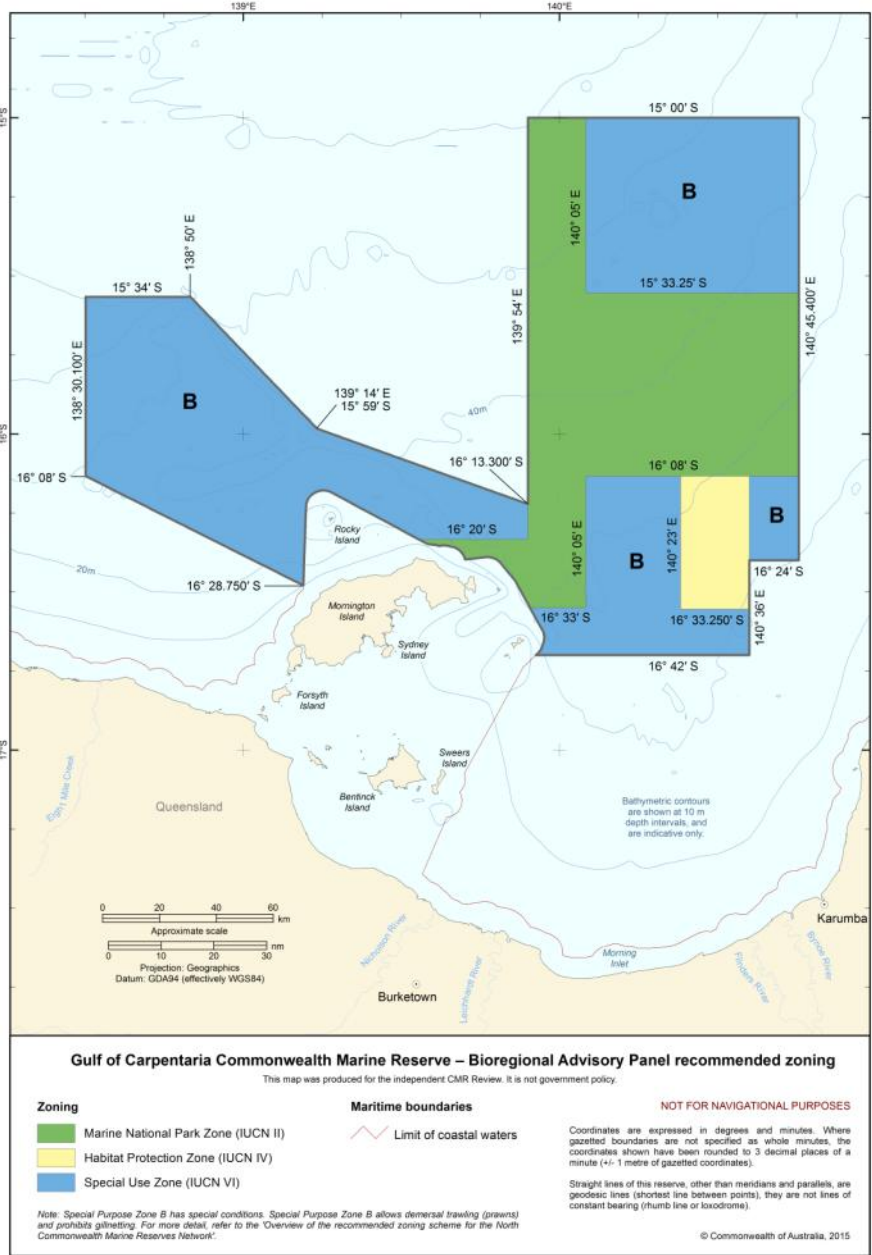 139°E
140°E
15°S
15° 00' S
B
140° 05' E
138° 50' E
15° 34' S
15° 33.25' S
139° 54' E
140° 45.400' E
138° 30.100' E
B
139° 14' E
15° 59' S
40m
16°S
16° 13.300' S
16° 08' S
16° 08' S
B
16° 20' S
140° 05' E
140° 23' E
Rocky
Island
B
16° 24' S
20m
16° 28.750' S
140° 36' E
Mornington
Island
16° 33' S
16° 33.250' S
Sydney
Island
16° 42' S
Forsyth
Island
17°S
Sweers
Island
Bentinck
Island
Eight Mile Creek
Queensland
Bathymetric contours
are shown at 10 m
depth intervals, and
are indicative only.
0 20 40 60
km
Approximate scale
0 10 20 30
nm
Projection: Geographics
Datum: GDA94 (effectively WGS84)
Karumba
Nicholson River
Leichhardt River
Morning
Inlet
Flinders River
Bynoe River
Burketown
Gulf of Carpentaria Commonwealth Marine Reserve – Bioregional Advisory Panel recommended zoning
This map was produced for the independent CMR Review. It is not government policy.
Zoning
Marine National Park Zone (IUCN II)
Habitat Protection Zone (IUCN IV)
Special Use Zone (IUCN VI)
Note: Special Purpose Zone B has special conditions. Special Purpose Zone B allows demersal trawling (prawns)
and prohibits gillnetting. For more detail, refer to the 'Overview of the recommended zoning scheme for the North
Commonwealth Marine Reserves Network'.
Maritime boundaries
Limit of coastal waters
NOT FOR NAVIGATIONAL PURPOSES
Coordinates are expressed in degrees and minutes. Where
gazetted boundaries are not specified as whole minutes, the
coordinates shown have been rounded to 3 decimal places of a
minute (+/- 1 metre of gazetted coordinates).
Straight lines of this reserve, other than meridians and parallels, are
geodesic lines (shortest line between points), they are not lines of
constant bearing (rhumb line or loxodrome).
© Commonwealth of Australia, 2015